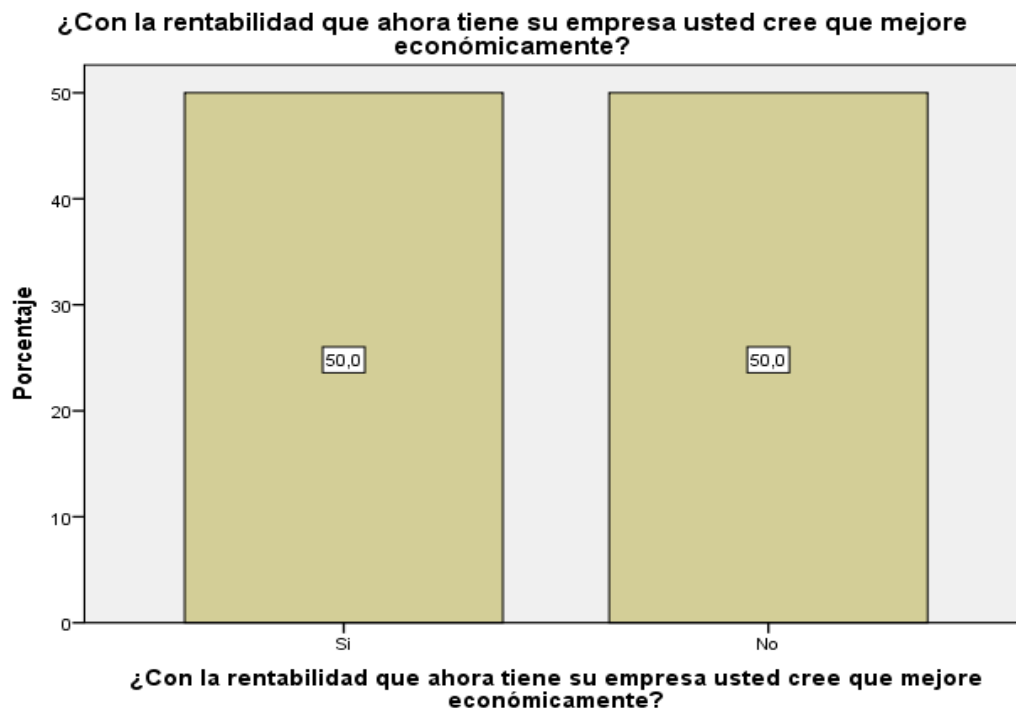 ¿Con la rentabilidad que ahora tiene su empresa usted cree que mejore
económicamente?
50
40
30
20
10
0
Porcentaje
50,0
50,0
Si
No
¿Con la rentabilidad que ahora tiene su empresa usted cree que mejore
económicamente?